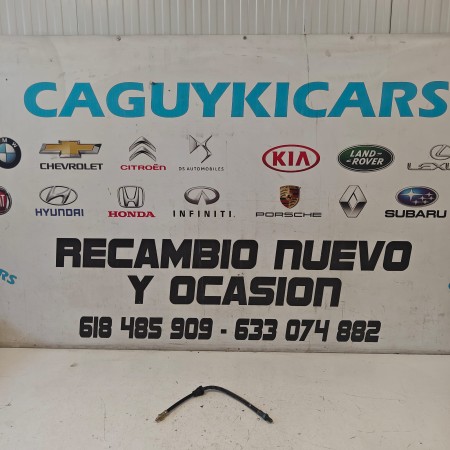 CAGUYKICARS
CHEVROLET
CITROËN
DS AUTOMOBILES
KIA
LAND-ROVER
HYUNDAI
HONDA
INFINITI
PORSCHE
SUBARU
RECAMBIO NUEVO
Y OCASION
618 485 909 - 633 074 882